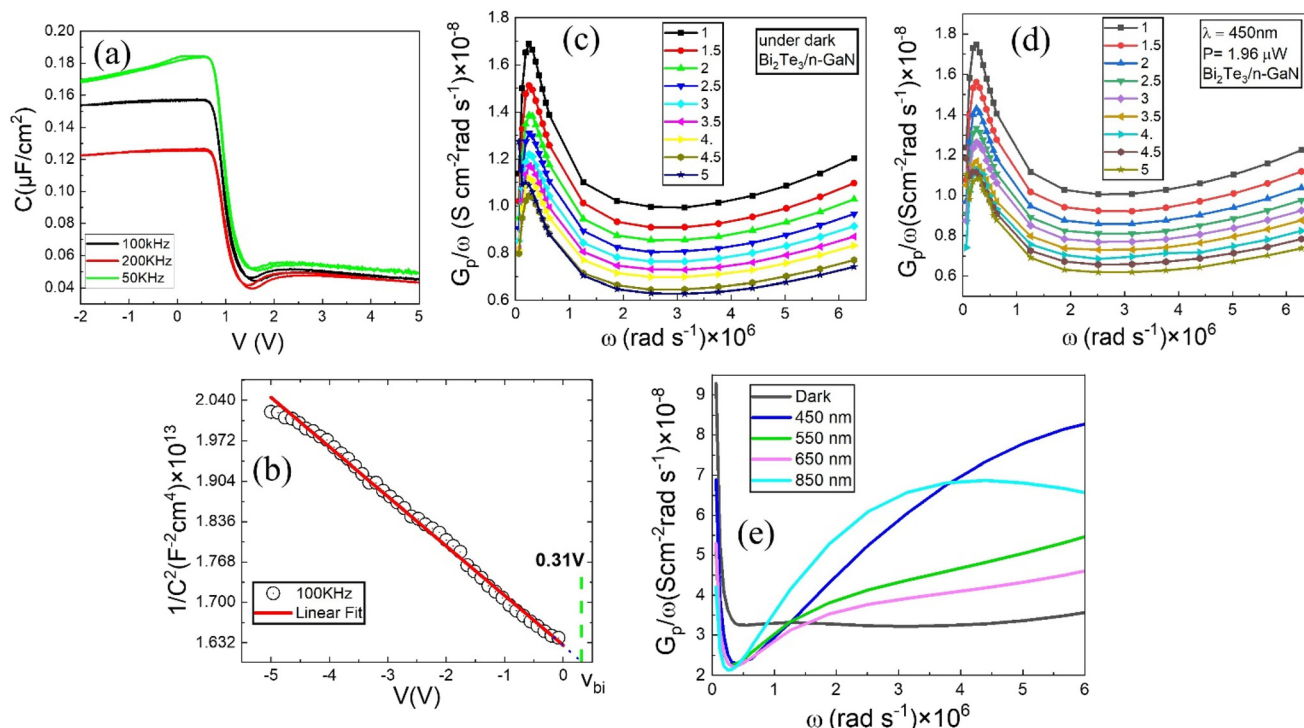 (a)
C(μF/cm²)
0.20
0.18
0.16
0.14
0.12
0.10
0.08
0.06
0.04
100kHz
200KHz
50KHz
-2 -1 0 1 2 3 4 5
V (V)
(c)
Gₚ/ω (S cm⁻²rad s⁻¹)×10⁻⁸
1.8
1.6
1.4
1.2
1.0
0.8
0.6
1
1.5
2
2.5
3
3.5
4.
4.5
5
under dark
Bi₂Te₃/n-GaN
0 1 2 3 4 5 6
ω (rad s⁻¹)×10⁶
(d)
Gₚ/ω(Scm⁻²rad s⁻¹)×10⁻⁸
1.8
1.6
1.4
1.2
1.0
0.8
0.6
1
1.5
2
2.5
3
3.5
4.
4.5
5
λ = 450nm
P= 1.96 μW
Bi₂Te₃/n-GaN
0 1 2 3 4 5 6
ω (rad s⁻¹)×10⁶
(b)
1/C²(F⁻²cm⁴)×10¹³
2.040
1.972
1.904
1.836
1.768
1.700
1.632
0.31V
100KHz
Linear Fit
-5 -4 -3 -2 -1 0 V_bi
V(V)
(e)
Gₚ/ω(Scm⁻²rad s⁻¹)×10⁻⁸
9
8
7
6
5
4
3
2
Dark
450 nm
550 nm
650 nm
850 nm
0 1 2 3 4 5 6
ω (rad s⁻¹)×10⁶